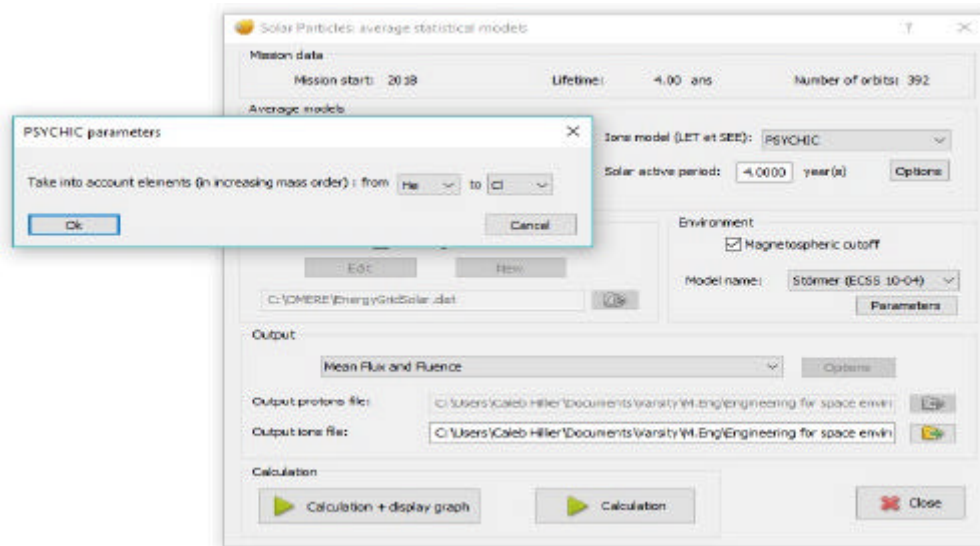 Solar Particles: average statistical models
Mission data
Mission start: 2018 Lifetime: 4.00 ans Number of orbits: 392
Average models
PSYCHIC parameters
Take into account elements (in increasing mass order) : from He to Cl
Ok Cancel
Ions model (LET et SEE): PSYCHIC
Solar active period: 4.0000 year(s) Options
Edit New
C:\OMERE\EnergyGridSolar.dat
Environment
Magnetospheric cutoff
Model name: Störmer (ECSS 10-04)
Parameters
Output
Mean Flux and Fluence Options
Output protons file: C:\Users\Caleb Hillier\Documents\Varsity\M.Eng\Engineering for space envir
Output ions file: C:\Users\Caleb Hillier\Documents\Varsity\M.Eng\Engineering for space envir
Calculation
Calculation + display graph Calculation Close